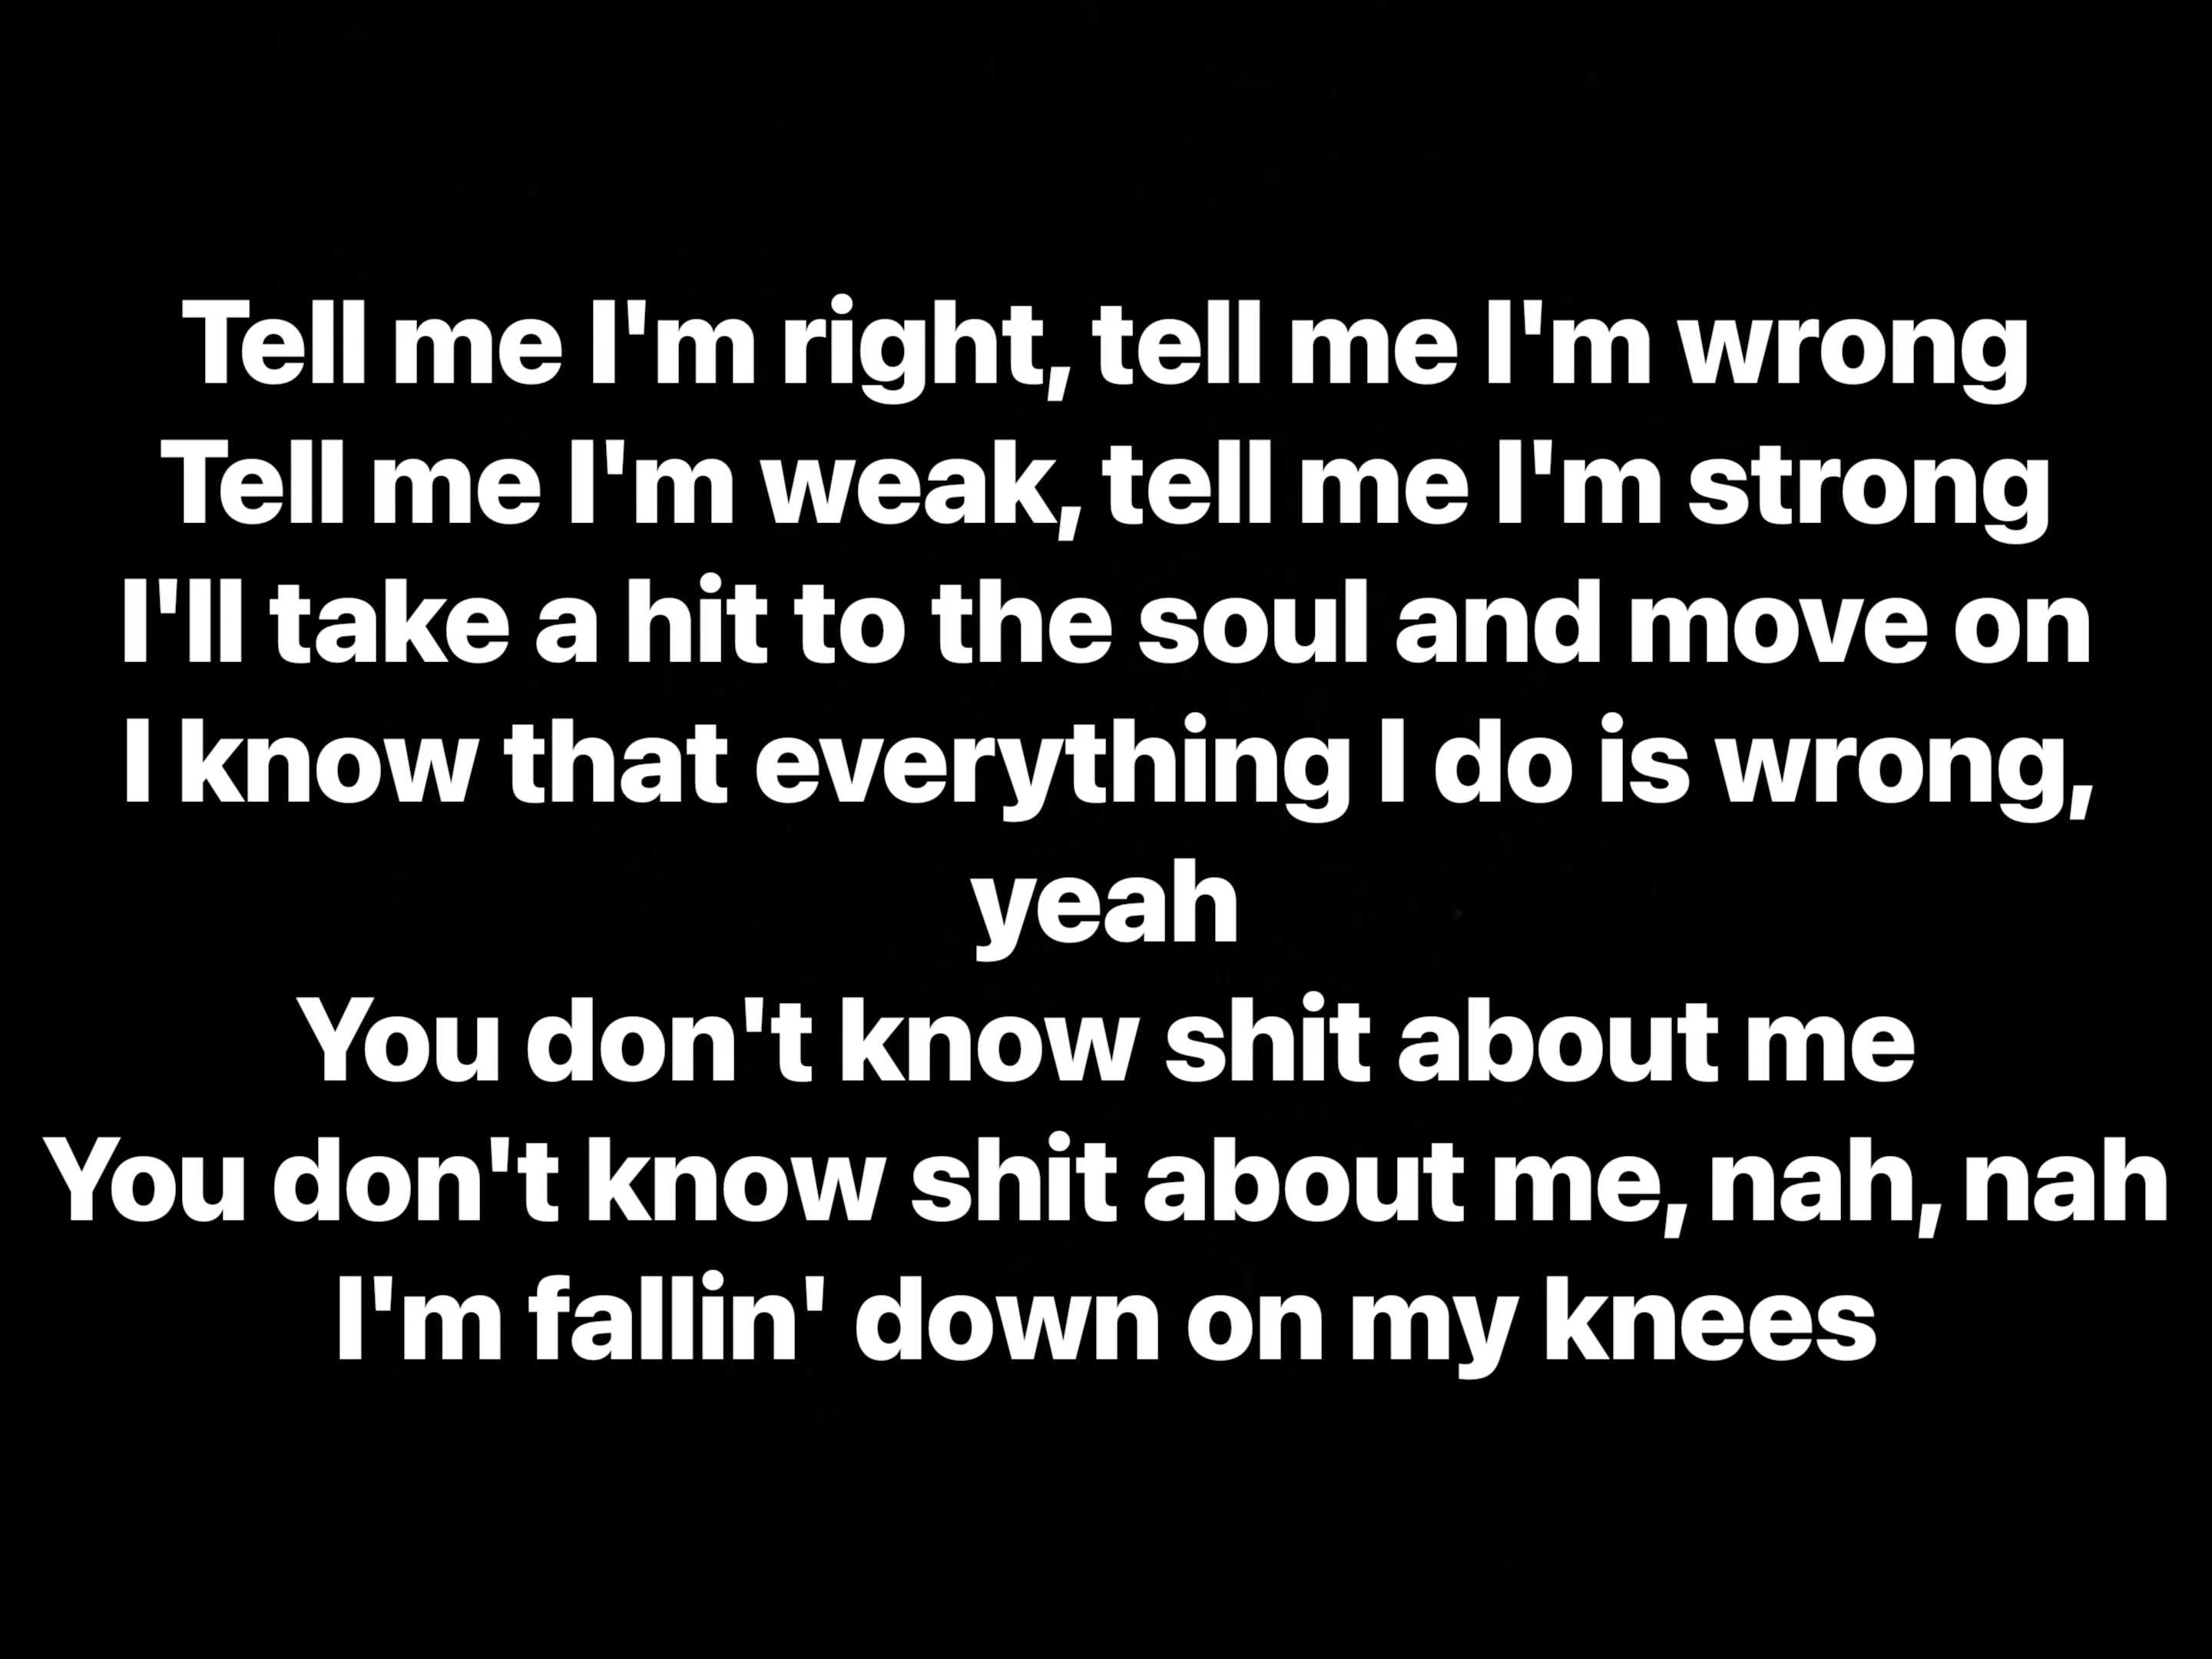 Tell me I'm right, tell me I'm wrong
Tell me I'm weak, tell me I'm strong
I'll take a hit to the soul and move on
I know that everything I do is wrong,
yeah
You don't know shit about me
You don't know shit about me, nah, nah
I'm fallin' down on my knees